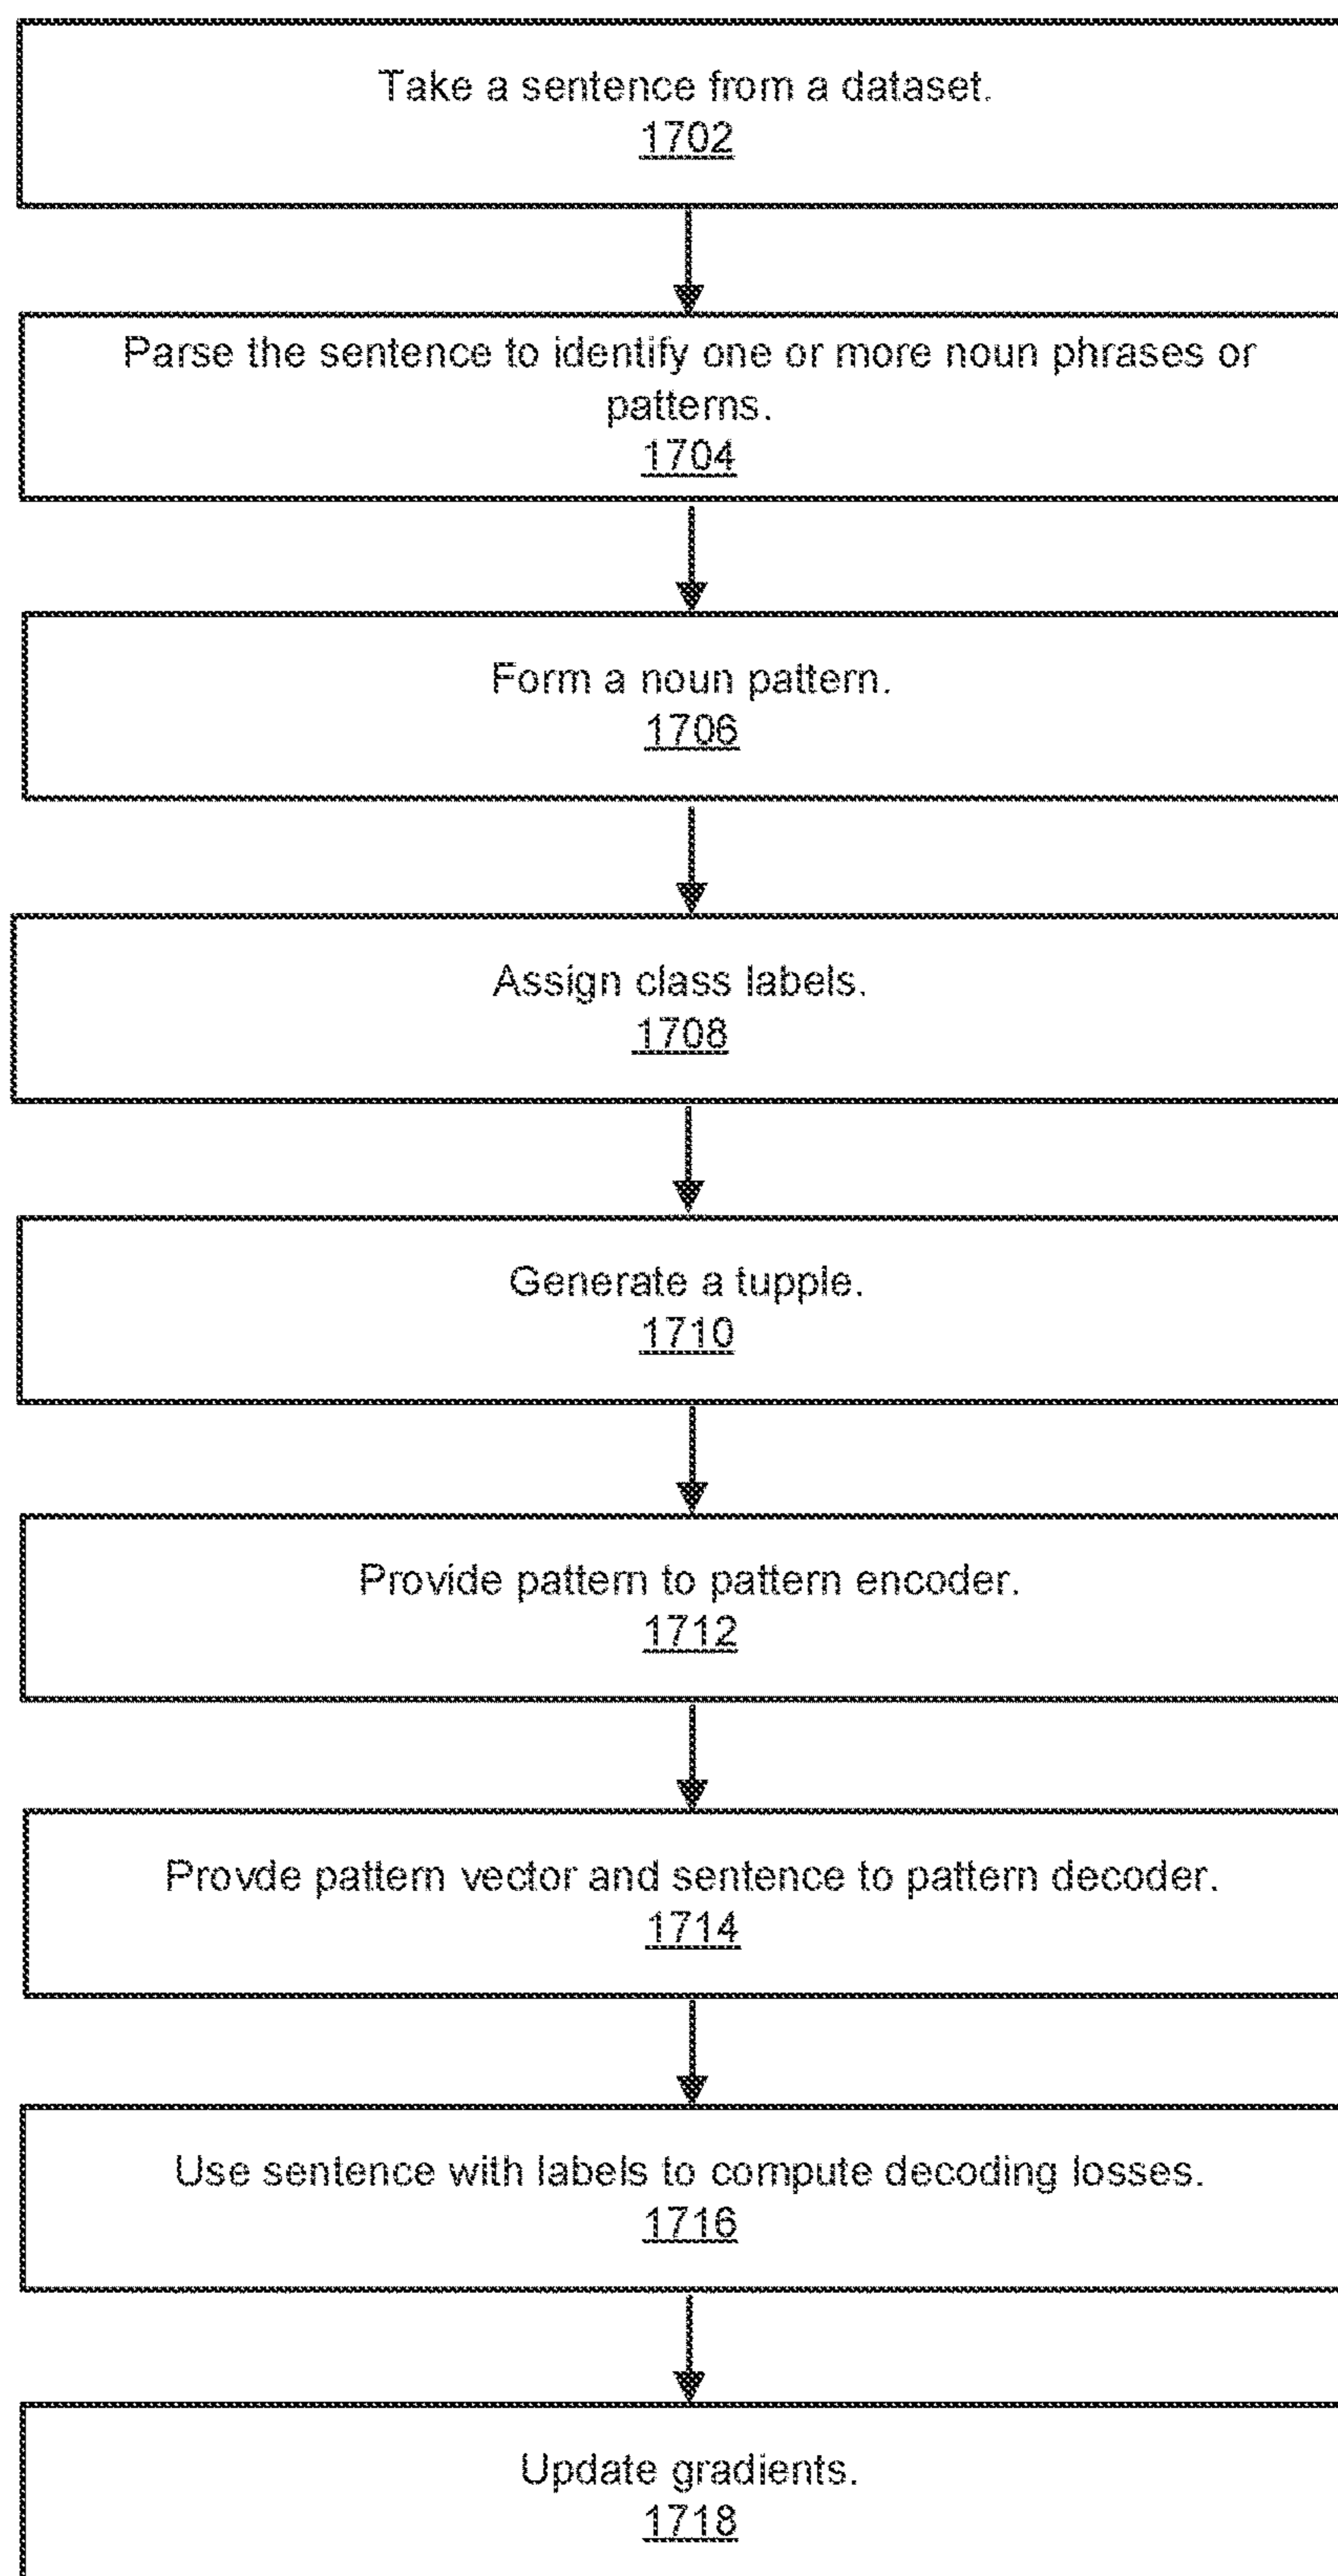 Take a sentence from a dataset.
1702
Parse the sentence to identify one or more noun phrases or
patterns.
1704
Form a noun pattern.
1706
Assign class labels.
1708
Generate a tupple.
1710
Provide pattern to pattern encoder.
1712
Provde pattern vector and sentence to pattern decoder.
1714
Use sentence with labels to compute decoding losses.
1716
Update gradients.
1718